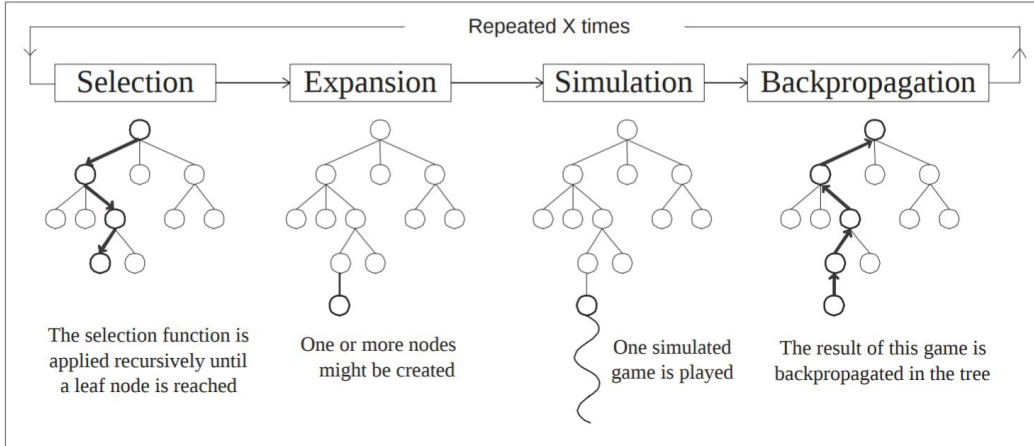 Repeated X times
Selection
Expansion
Simulation
Backpropagation
The selection function is
applied recursively until
a leaf node is reached
One or more nodes
might be created
One simulated
game is played
The result of this game is
backpropagated in the tree